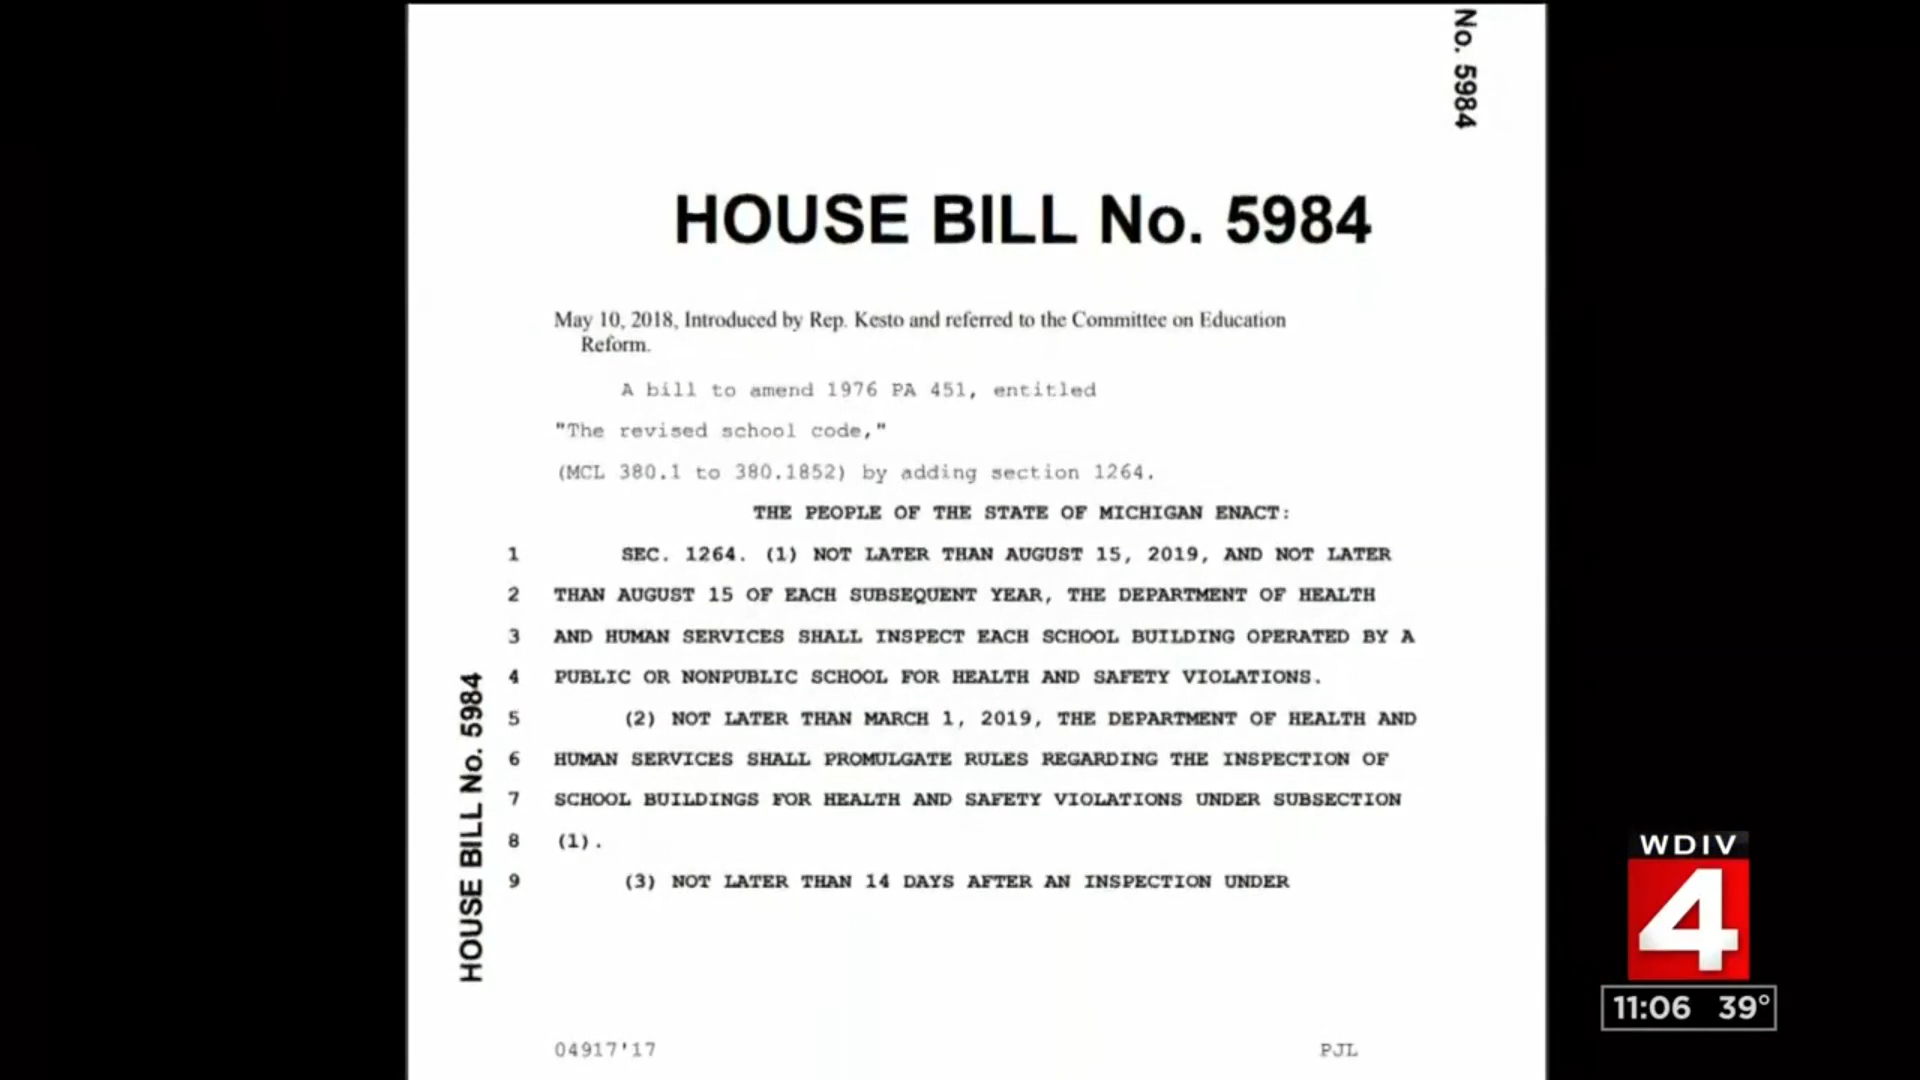 No. 5984
HOUSE BILL No. 5984
May 10, 2018, Introduced by Rep. Kesto and referred to the Committee on Education
Reform.
A bill to amend 1976 PA 451, entitled
"The revised school code,"
(MCL 380.1 to 380.1852) by adding section 1264.
THE PEOPLE OF THE STATE OF MICHIGAN ENACT:
1 SEC. 1264. (1) NOT LATER THAN AUGUST 15, 2019, AND NOT LATER
2 THAN AUGUST 15 OF EACH SUBSEQUENT YEAR, THE DEPARTMENT OF HEALTH
3 AND HUMAN SERVICES SHALL INSPECT EACH SCHOOL BUILDING OPERATED BY A
4 PUBLIC OR NONPUBLIC SCHOOL FOR HEALTH AND SAFETY VIOLATIONS.
5 (2) NOT LATER THAN MARCH 1, 2019, THE DEPARTMENT OF HEALTH AND
6 HUMAN SERVICES SHALL PROMULGATE RULES REGARDING THE INSPECTION OF
7 SCHOOL BUILDINGS FOR HEALTH AND SAFETY VIOLATIONS UNDER SUBSECTION
8 (1).
9 (3) NOT LATER THAN 14 DAYS AFTER AN INSPECTION UNDER
HOUSE BILL No. 5984
04917'17 PJL
WDIV
4
11:06 39°